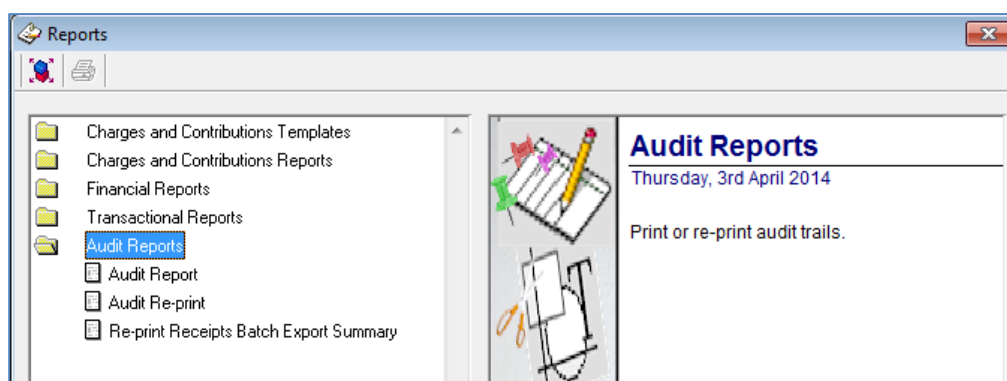 Reports
Charges and Contributions Templates
Charges and Contributions Reports
Financial Reports
Transactional Reports
Audit Reports
Audit Report
Audit Re-print
Re-print Receipts Batch Export Summary
Audit Reports
Thursday, 3rd April 2014
Print or re-print audit trails.